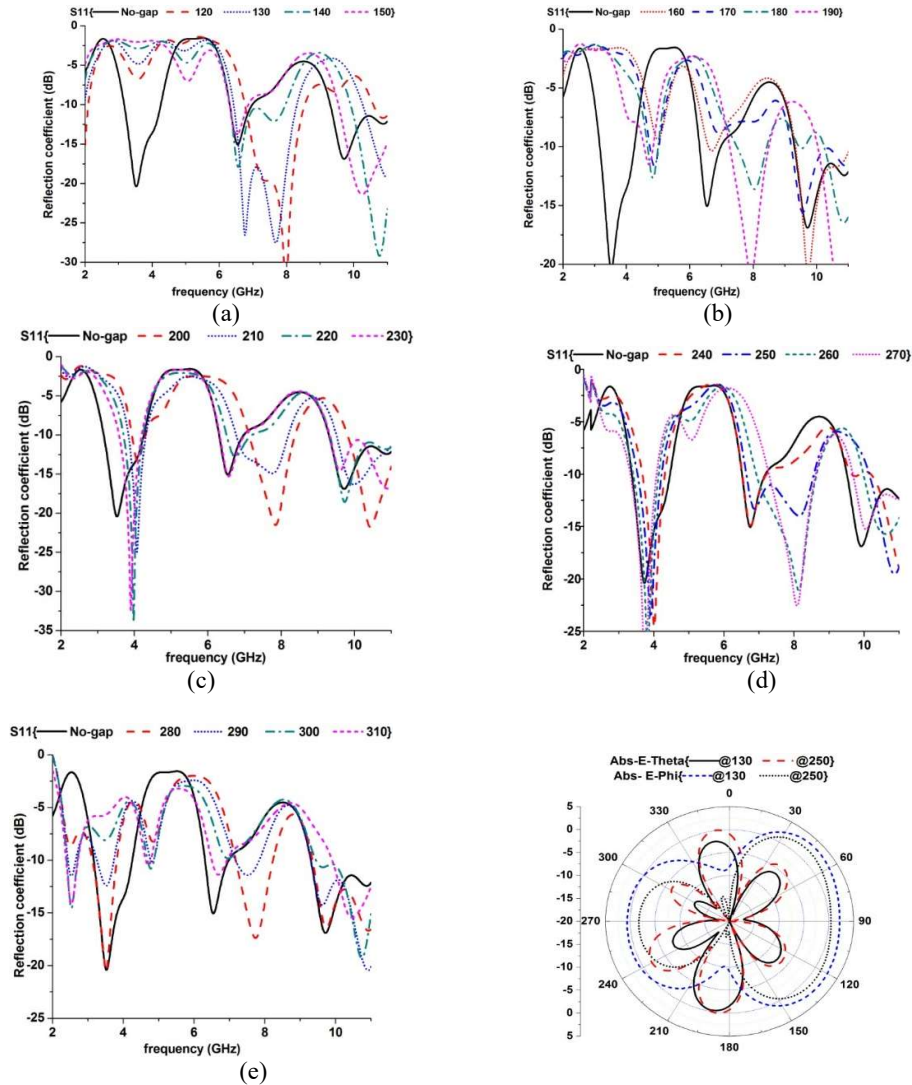 S11{ No-gap 120 130 140 150}
0
-5
-10
-15
-20
-25
-30
Reflection coefficient (dB)
2 4 6 8 10
frequency (GHz)
(a)
S11{ No-gap 160 170 180 190}
0
-5
-10
-15
-20
Reflection coefficient (dB)
2 4 6 8 10
frequency (GHz)
(b)
S11{ No-gap 200 210 220 230}
0
-5
-10
-15
-20
-25
-30
-35
Reflection coefficient (dB)
2 4 6 8 10
frequency (GHz)
(c)
S11{ No-gap 240 250 260 270}
0
-5
-10
-15
-20
-25
Reflection coefficient (dB)
2 4 6 8 10
frequency (GHz)
(d)
S11{ No-gap 280 290 300 310}
0
-5
-10
-15
-20
-25
Reflection coefficient (dB)
2 4 6 8 10
frequency (GHz)
(e)
Abs-E-Theta{ @130 @250}
Abs- E-Phi{ @130 @250}
5
0
-5
-10
-15
-20
-15
-10
-5
0
5
0
30
60
90
120
150
180
210
240
270
300
330